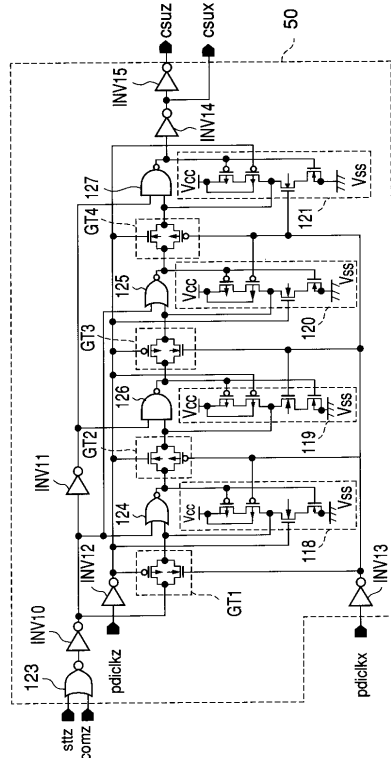 50
csuz
csux
INV15
INV14
127
GT4
Vcc
Vss
121
125
GT3
Vcc
Vss
120
INV11
126
GT2
Vcc
Vss
119
124
INV12
Vcc
Vss
118
GT1
INV10
INV13
123
pdiclkz
pdiclkx
sttz
comz